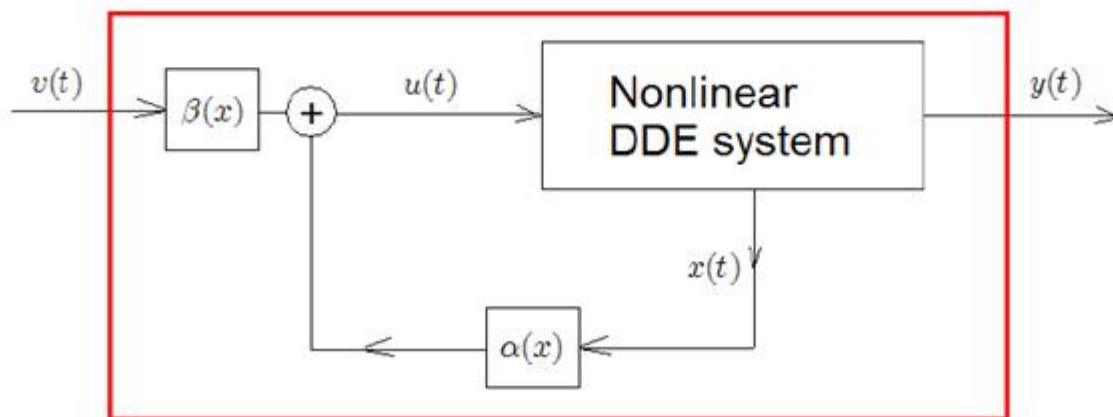 v(t)
β(x)
+
u(t)
Nonlinear
DDE system
y(t)
x(t)
α(x)